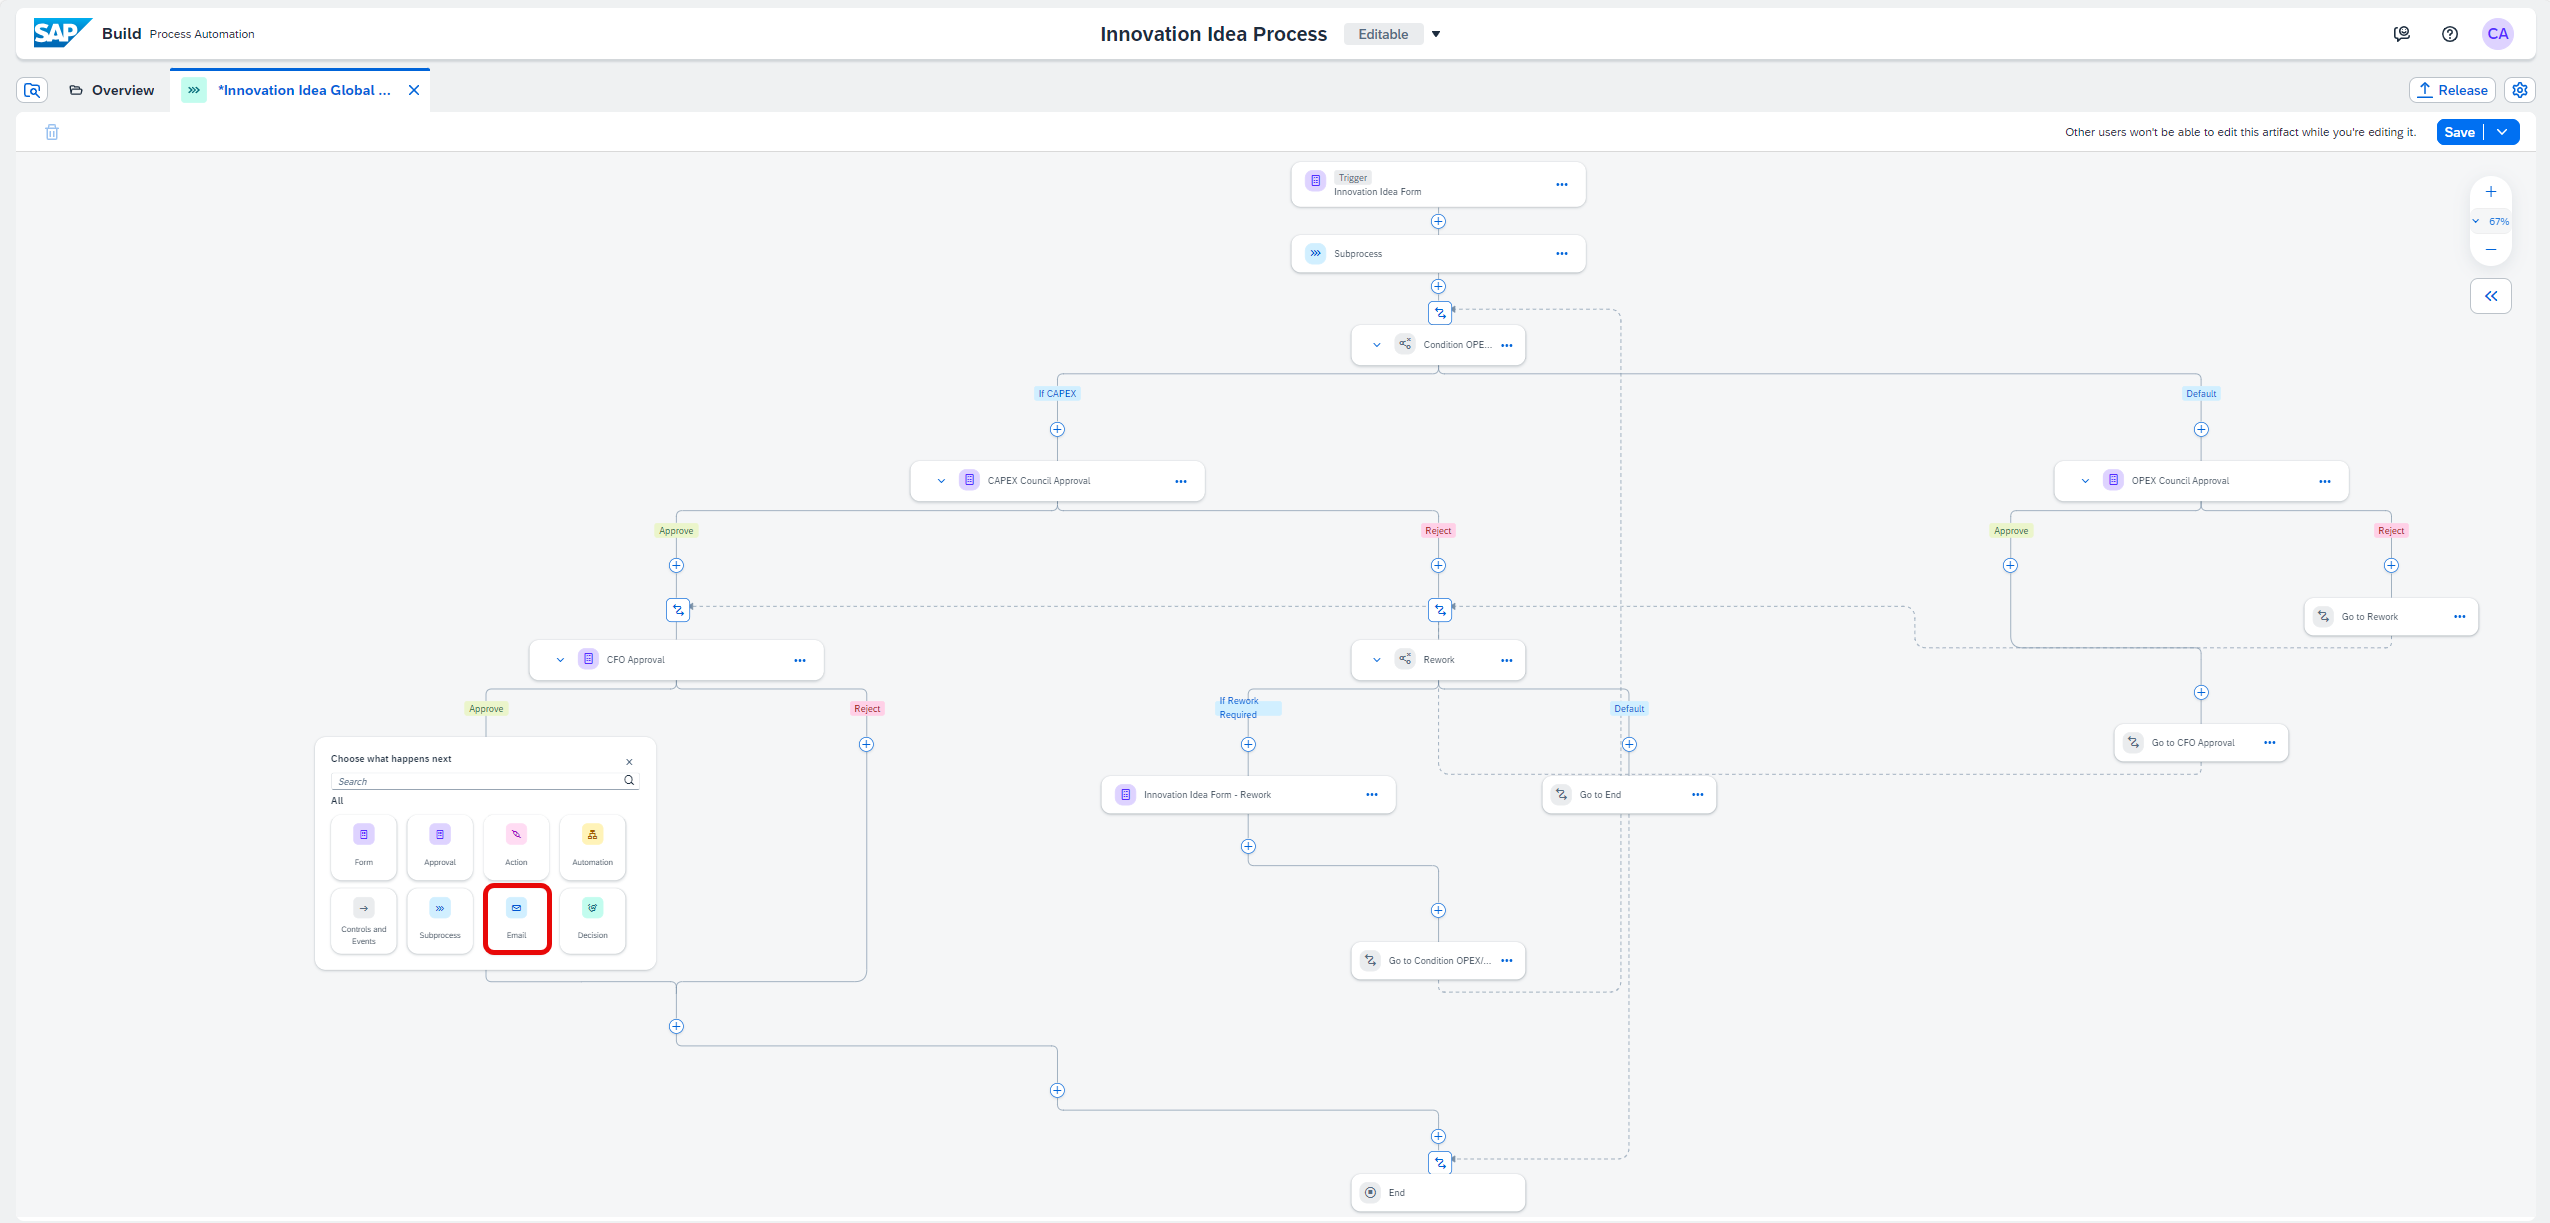 SAP Build Process Automation
Innovation Idea Process Editable
CA
Overview
*Innovation Idea Global ...
Release
Other users won't be able to edit this artifact while you're editing it.
Save
Trigger
Innovation Idea Form
67%
Subprocess
Condition OPE...
If CAPEX
Default
CAPEX Council Approval
OPEX Council Approval
Approve
Reject
Approve
Reject
Go to Rework
CFO Approval
Rework
Approve
Reject
If Rework
Required
Default
Go to CFO Approval
Choose what happens next
Search
All
Form
Approval
Action
Automation
Controls and
Events
Subprocess
Email
Decision
Innovation Idea Form - Rework
Go to End
Go to Condition OPEX/...
End